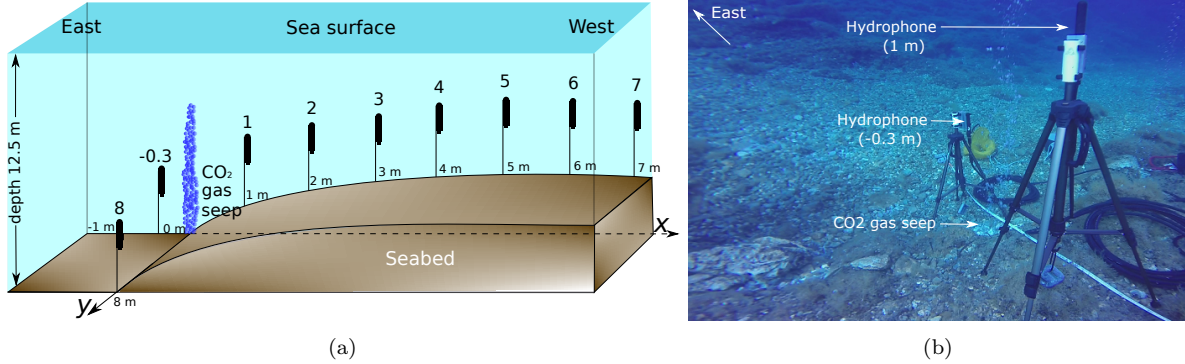 East
Sea surface
West
depth 12.5 m
8
-0.3
1
2
3
4
5
6
7
CO₂
gas
seep
-1 m
0 m
1 m
2 m
3 m
4 m
5 m
6 m
7 m
x
Seabed
y
8 m
(a)
East
Hydrophone
(1 m)
Hydrophone
(-0.3 m)
CO2 gas seep
(b)